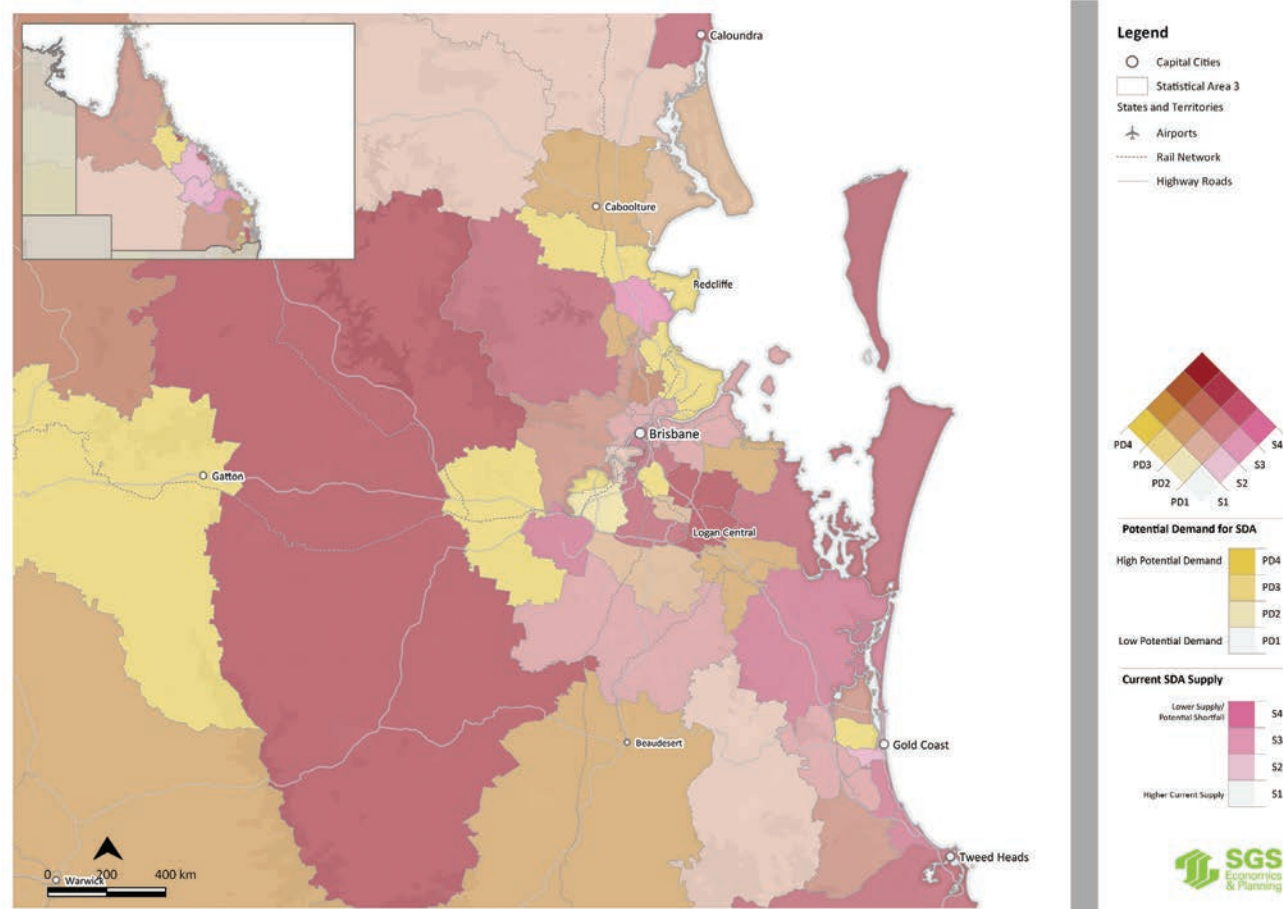 Caloundra
Caboolture
Redcliffe
Brisbane
Gatton
Logan Central
Beaudesert
Gold Coast
Tweed Heads
Warwick
0 200 400 km
Legend
Capital Cities
Statistical Area 3
States and Territories
Airports
Rail Network
Highway Roads
PD4 S4
PD3 S3
PD2 S2
PD1 S1
Potential Demand for SDA
High Potential Demand PD4
PD3
PD2
Low Potential Demand PD1
Current SDA Supply
Lower Supply/
Potential Shortfall S4
S3
S2
Higher Current Supply S1
SGS
Economics
& Planning